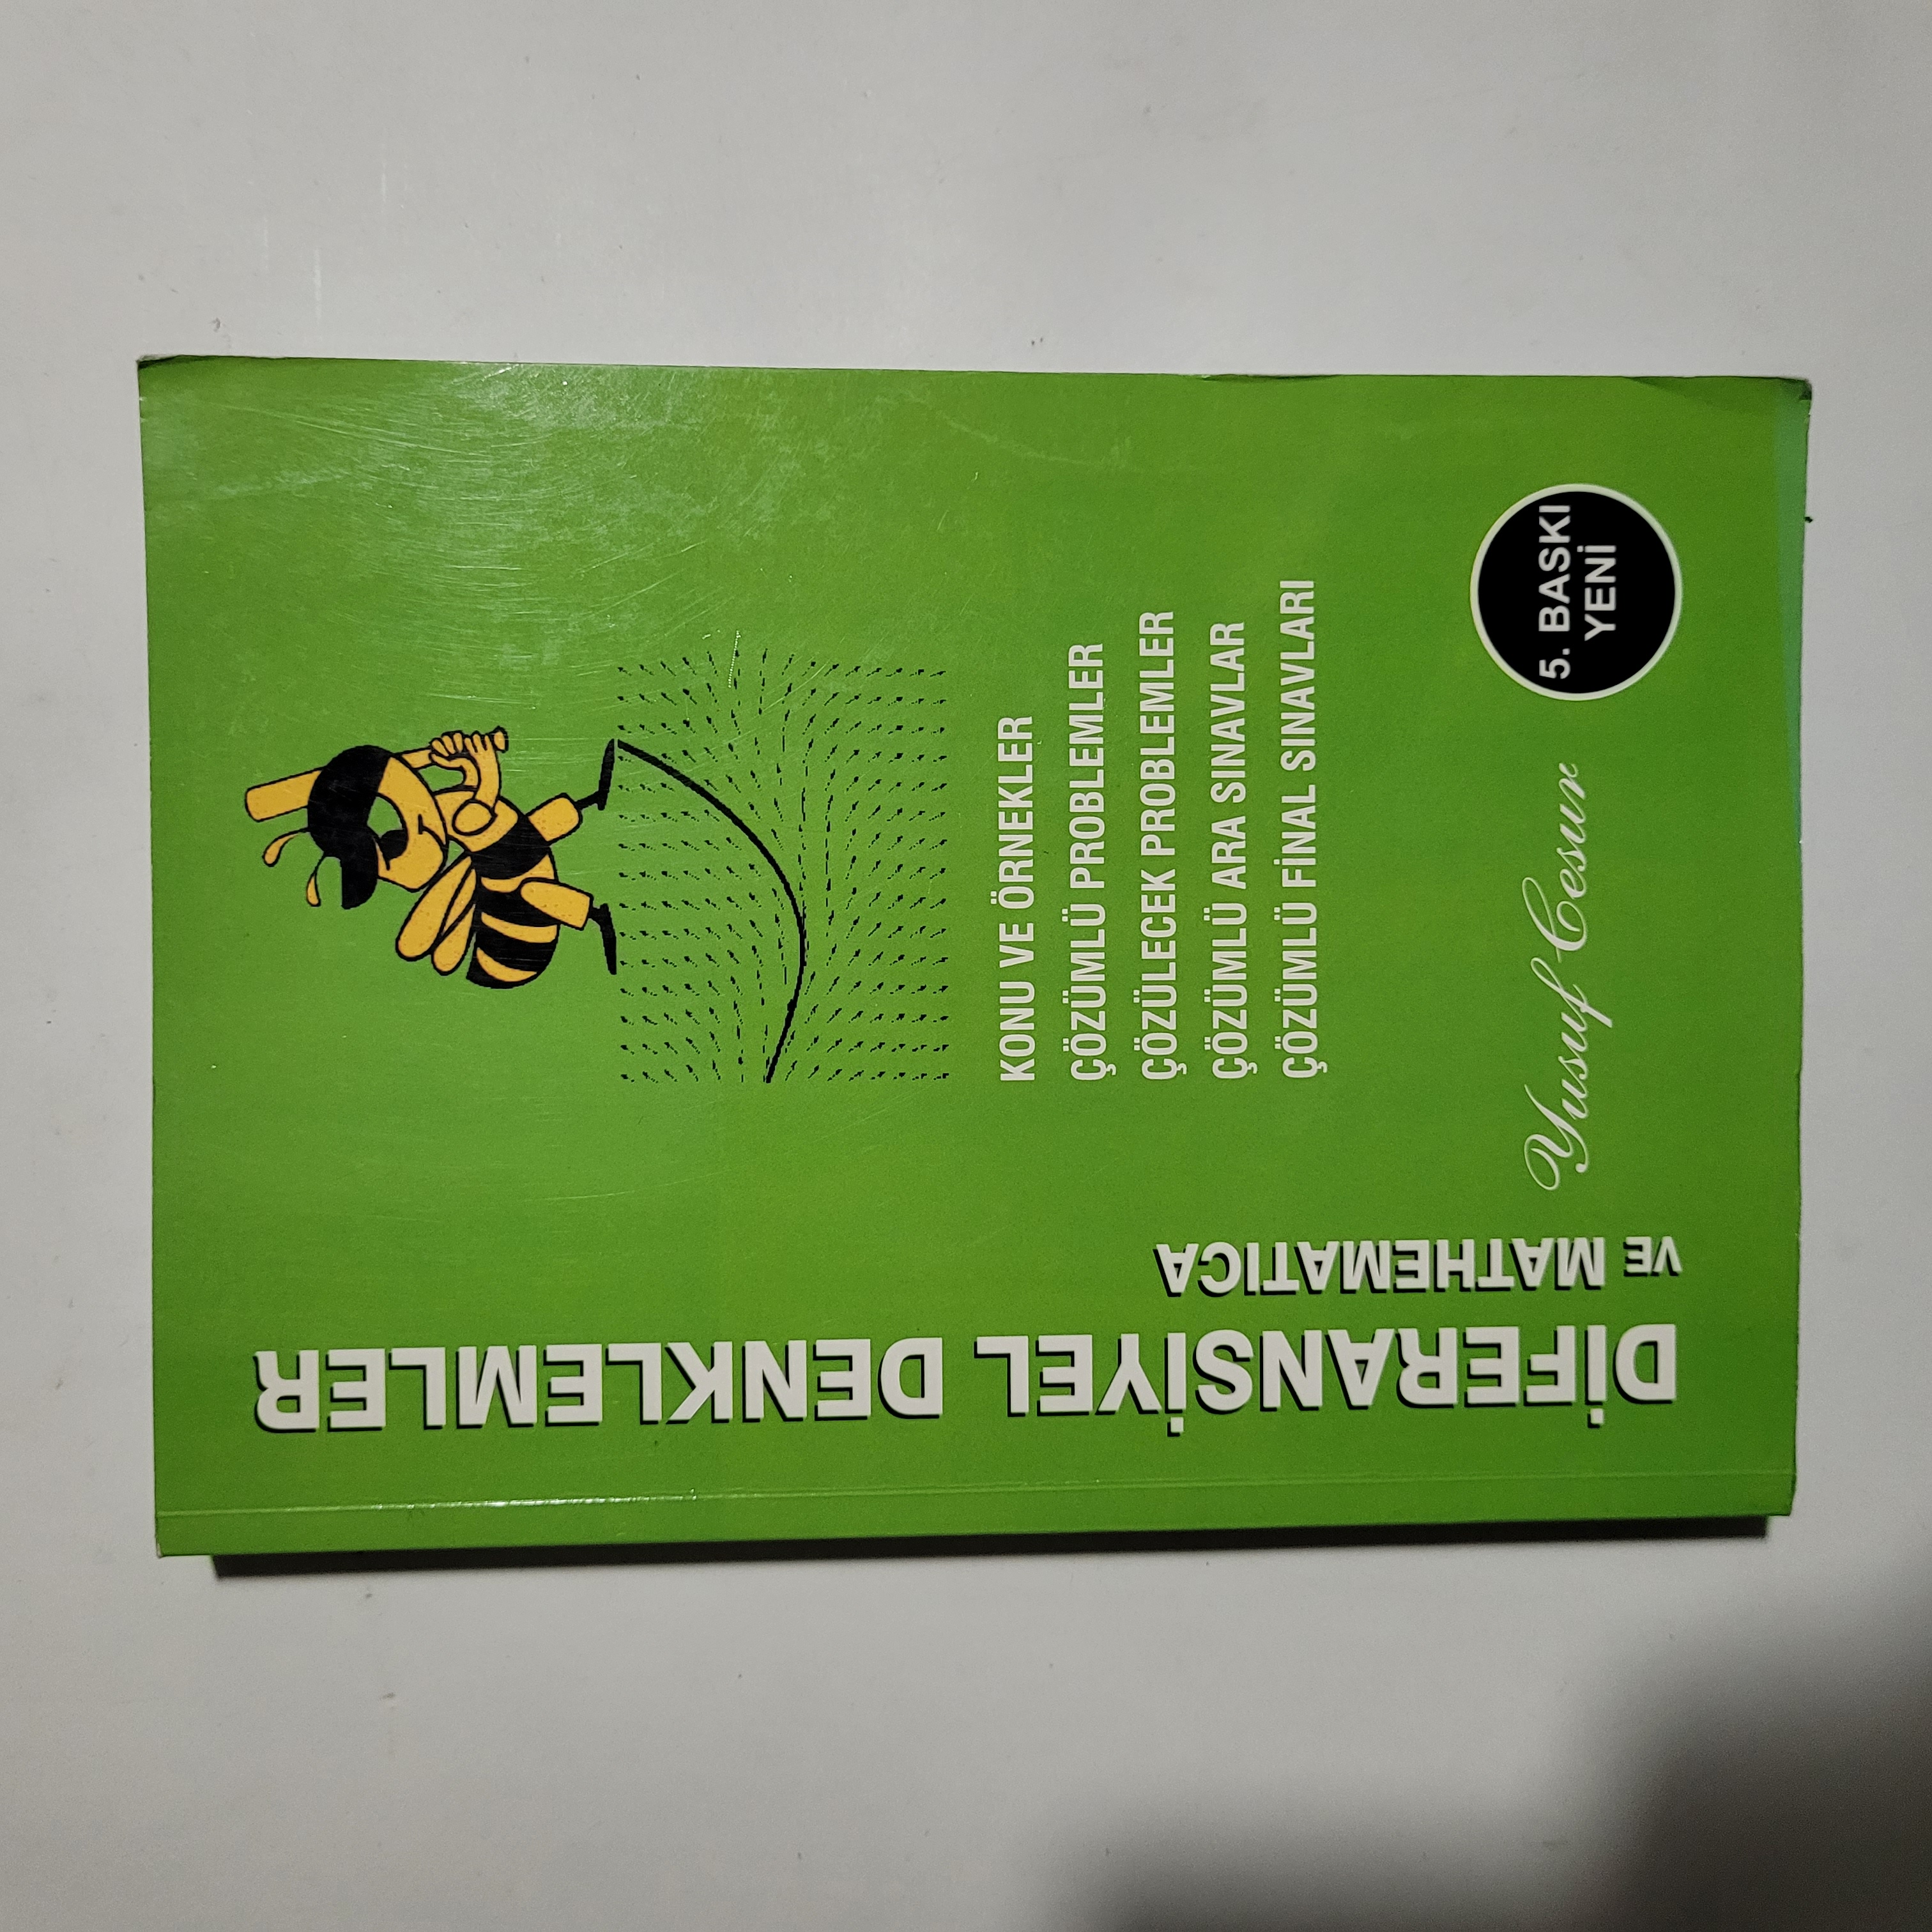 DİFERANSİYEL DENKLEMLER
VE MATHEMATICA
KONU VE ÖRNEKLER
ÇÖZÜMLÜ PROBLEMLER
ÇÖZÜLECEK PROBLEMLER
ÇÖZÜMLÜ ARA SINAVLAR
ÇÖZÜMLÜ FİNAL SINAVLARI
Yusuf Cesur
5. BASKI
YENİ